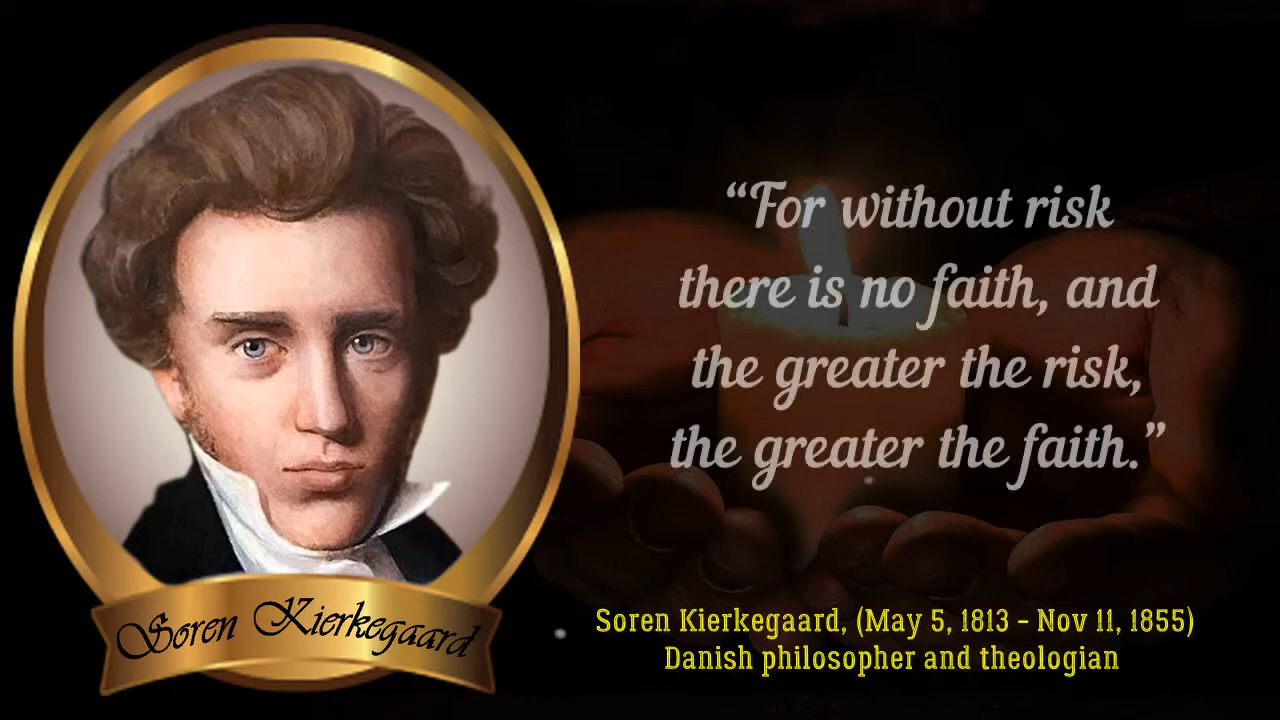 “For without risk
there is no faith, and
the greater the risk,
the greater the faith.”
Soren Kierkegaard
Soren Kierkegaard, (May 5, 1813 - Nov 11, 1855)
Danish philosopher and theologian